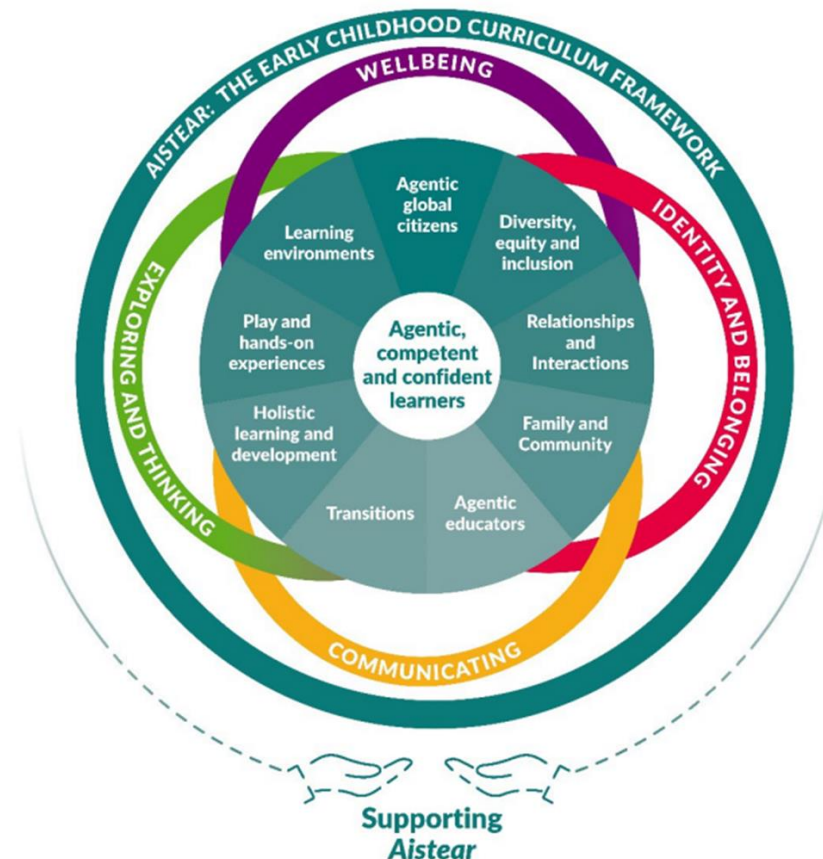 AISTEAR: THE EARLY CHILDHOOD CURRICULUM FRAMEWORK
WELLBEING
IDENTITY AND BELONGING
EXPLORING AND THINKING
COMMUNICATING
Agentic
global
citizens
Diversity,
equity and
inclusion
Relationships
and
Interactions
Family and
Community
Agentic
educators
Transitions
Holistic
learning and
development
Play and
hands-on
experiences
Learning
environments
Agentic,
competent
and confident
learners
Supporting
Aistear